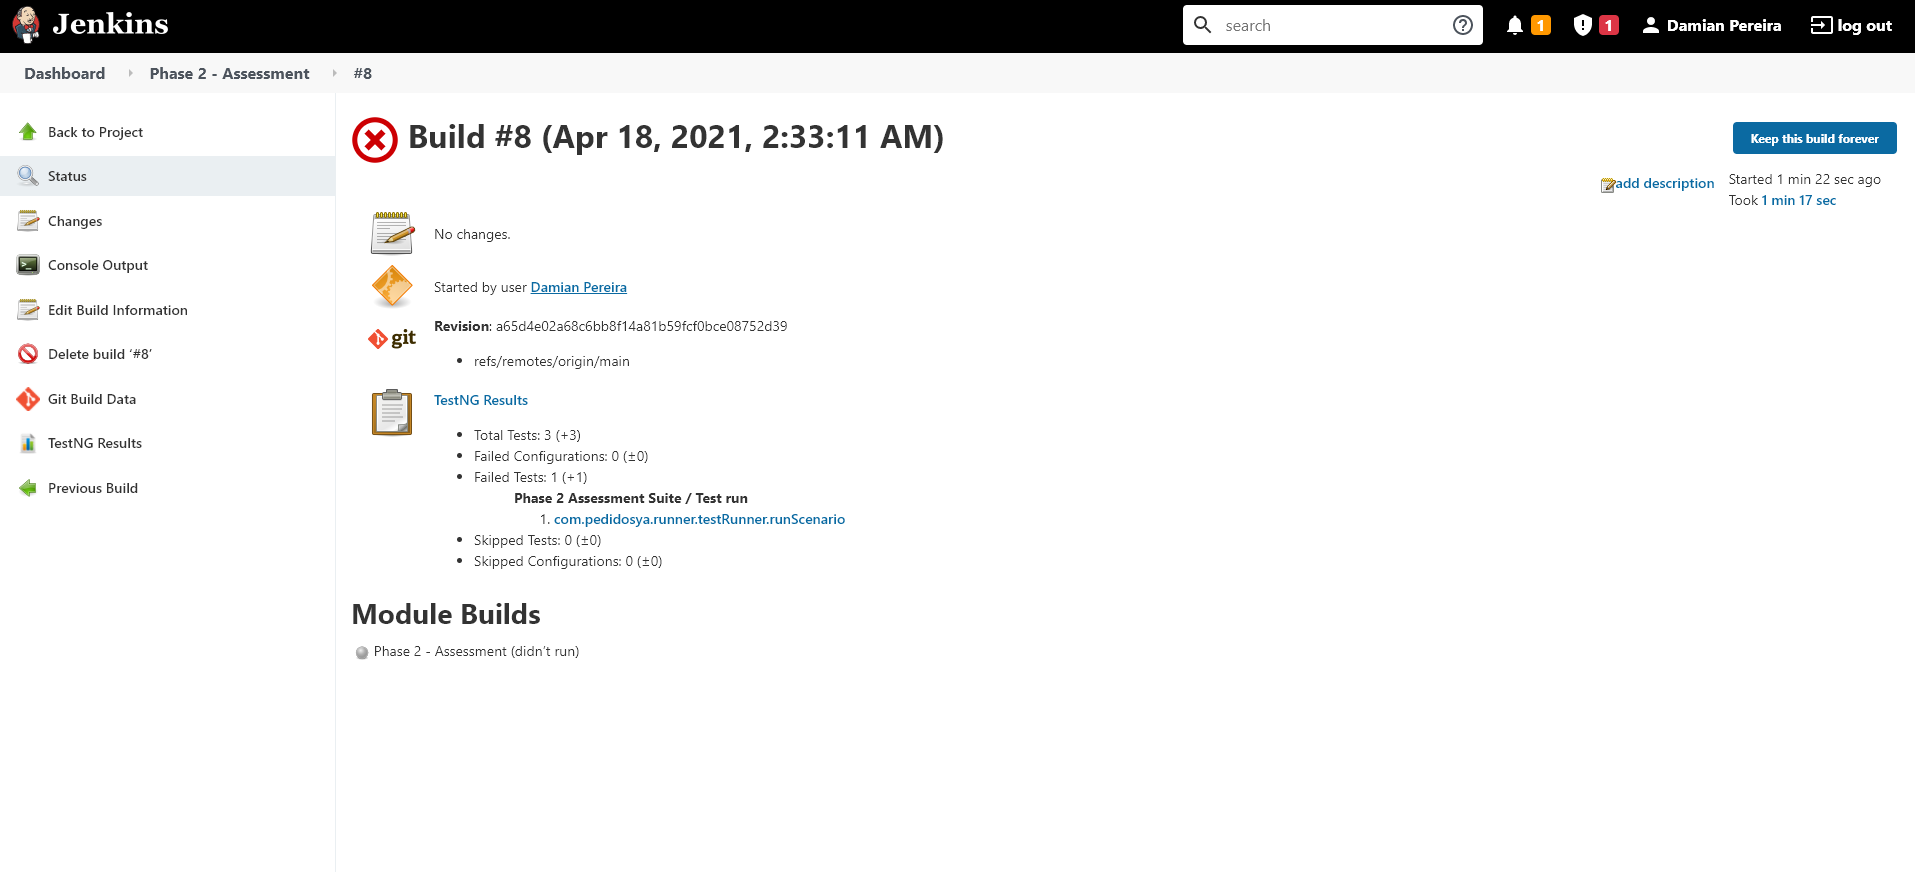 Jenkins
search
1
1
Damian Pereira
log out
Dashboard
Phase 2 - Assessment
#8
Back to Project
Status
Changes
Console Output
Edit Build Information
Delete build ‘#8’
Git Build Data
TestNG Results
Previous Build
Build #8 (Apr 18, 2021, 2:33:11 AM)
Keep this build forever
add description
Started 1 min 22 sec ago
Took 1 min 17 sec
No changes.
Started by user Damian Pereira
git
Revision: a65d4e02a68c6bb8f14a81b59fcf0bce08752d39
refs/remotes/origin/main
TestNG Results
Total Tests: 3 (+3)
Failed Configurations: 0 (±0)
Failed Tests: 1 (+1)
Phase 2 Assessment Suite / Test run
1. com.pedidosya.runner.testRunner.runScenario
Skipped Tests: 0 (±0)
Skipped Configurations: 0 (±0)
Module Builds
Phase 2 - Assessment (didn’t run)